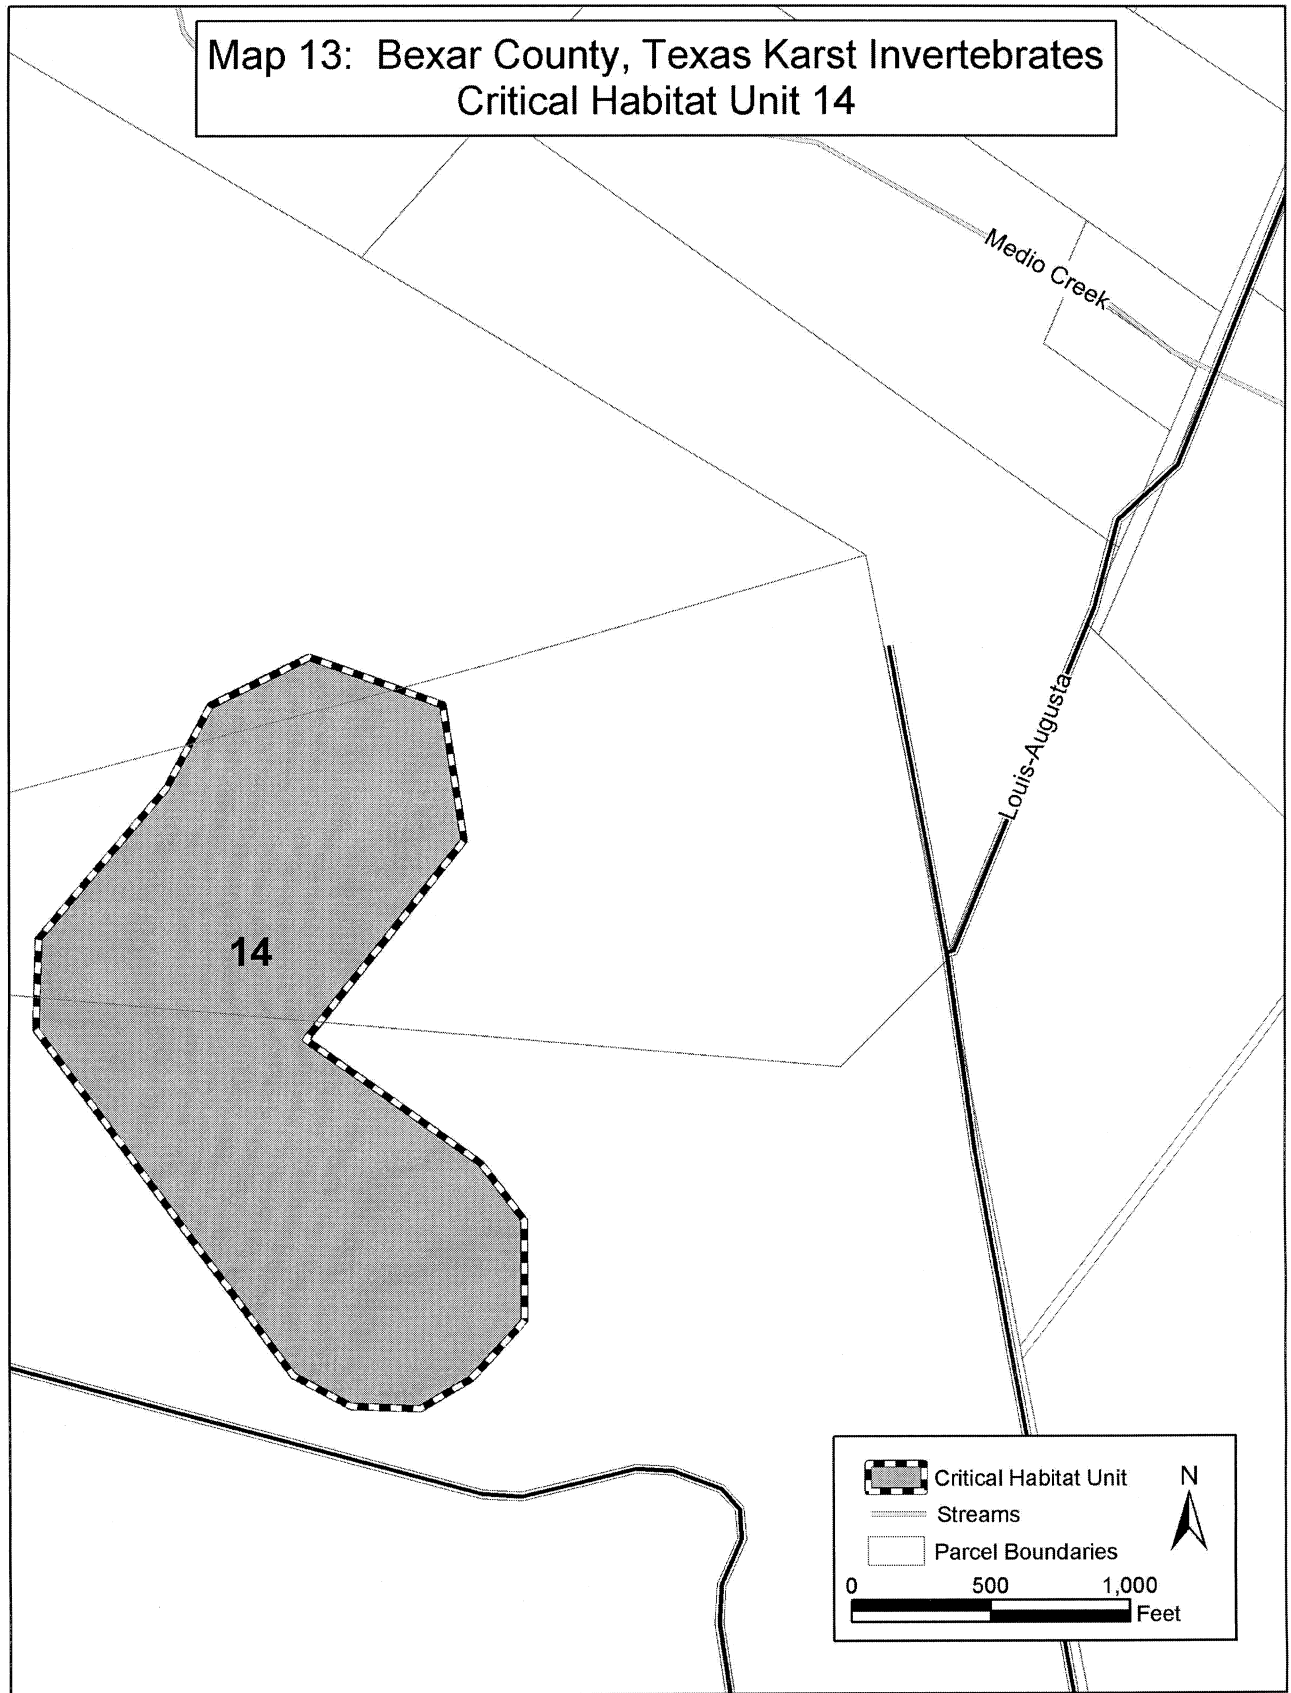 Map 13: Bexar County, Texas Karst Invertebrates
Critical Habitat Unit 14
Medio Creek
Louis-Augusta
14
Critical Habitat Unit
N
Streams
Parcel Boundaries
0 500 1,000
Feet